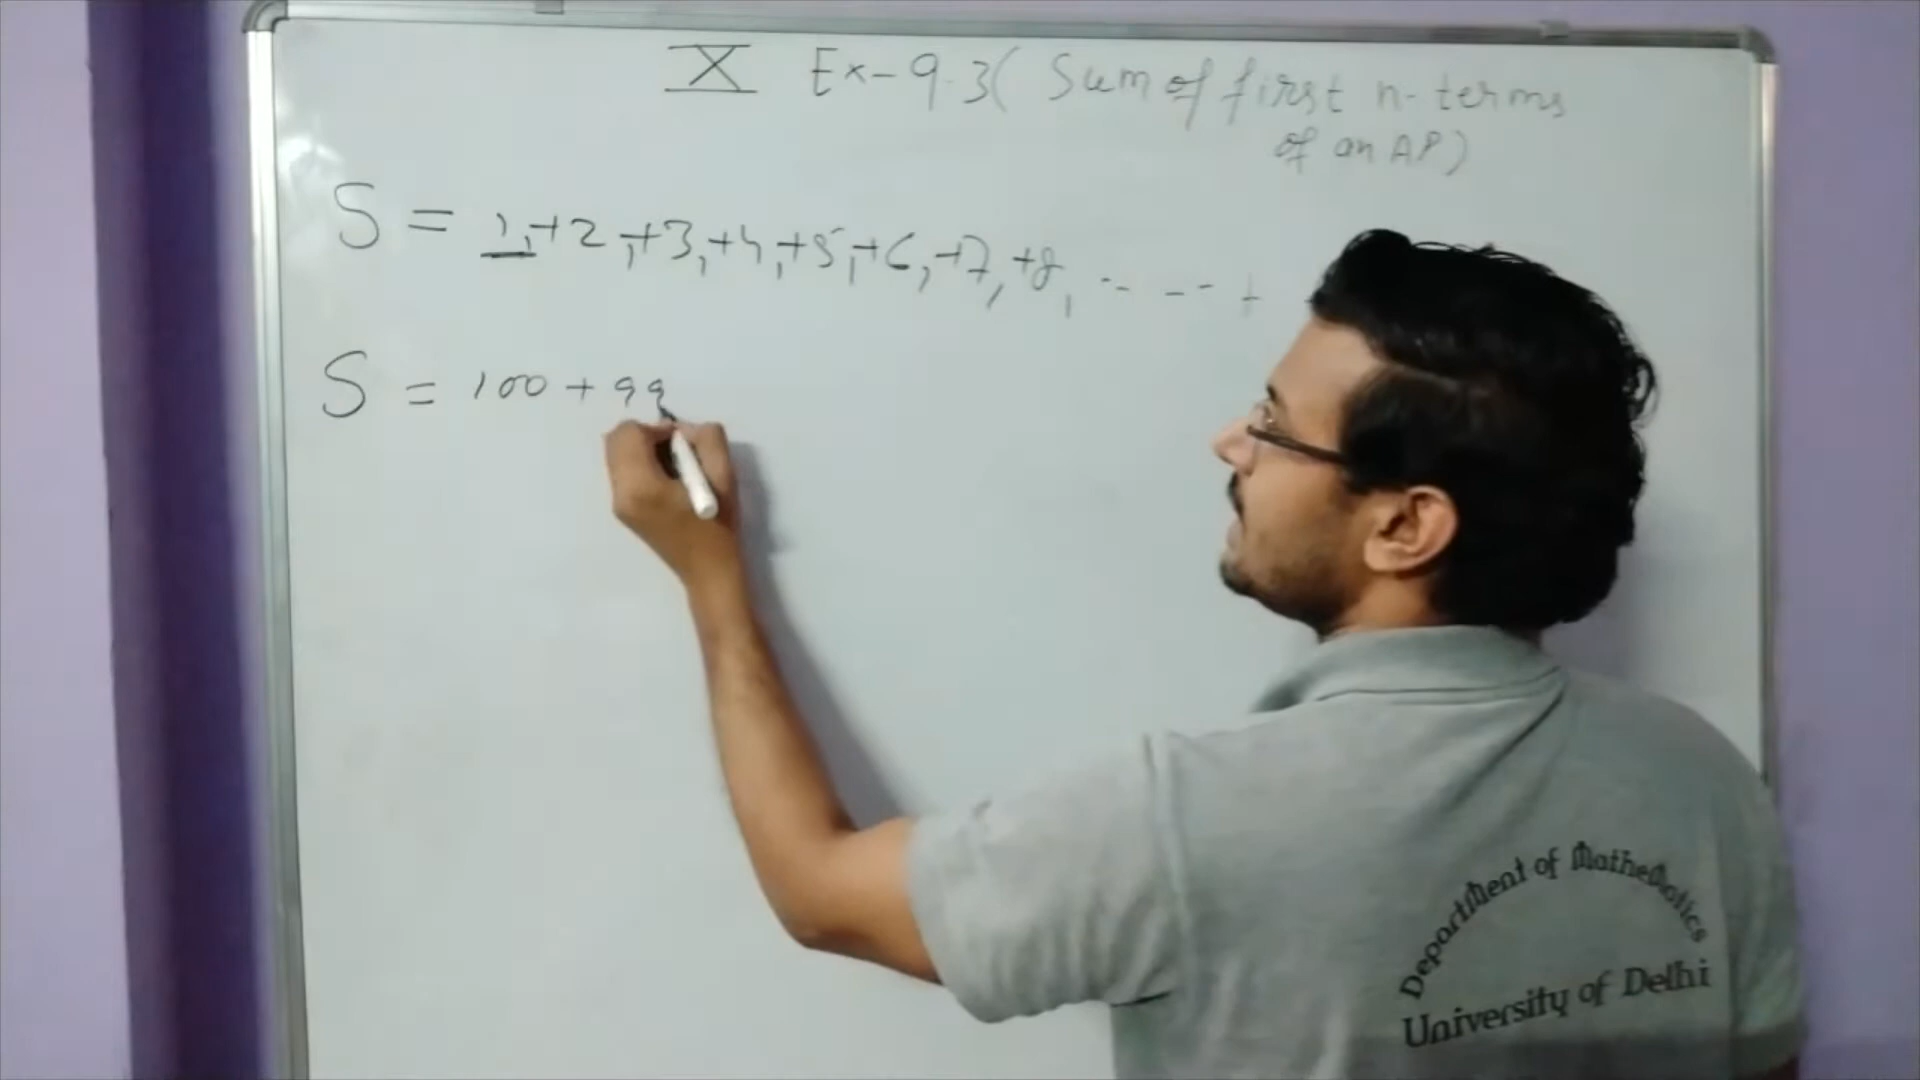 X Ex-9.3( Sum of first n-terms
of an AP)
S = 1,+2,+3,+4,+5,+6,+7,+8, ----- +
S = 100 + 99
Department of Mathematics
University of Delhi